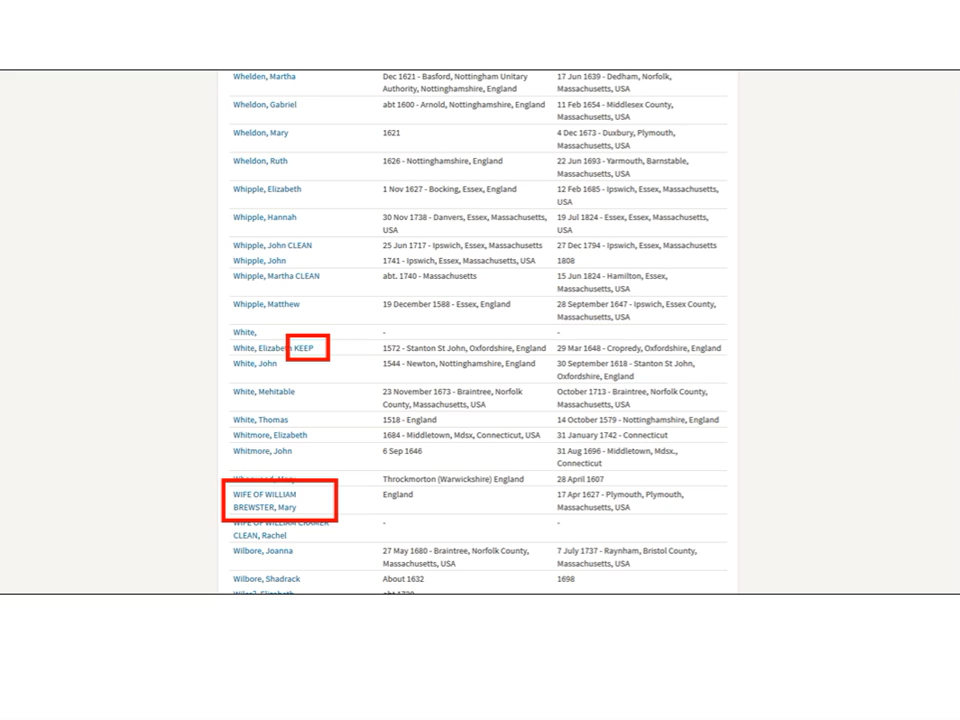 Whelden, Martha Dec 1621 - Basford, Nottingham Unitary 17 Jun 1639 - Dedham, Norfolk,
Authority, Nottinghamshire, England Massachusetts, USA
Wheldon, Gabriel abt 1600 - Arnold, Nottinghamshire, England 11 Feb 1654 - Middlesex County,
Massachusetts, USA
Wheldon, Mary 1621 4 Dec 1673 - Duxbury, Plymouth,
Massachusetts, USA
Wheldon, Ruth 1626 - Nottinghamshire, England 22 Jun 1693 - Yarmouth, Barnstable,
Massachusetts, USA
Whipple, Elizabeth 1 Nov 1627 - Bocking, Essex, England 12 Feb 1685 - Ipswich, Essex, Massachusetts,
USA
Whipple, Hannah 30 Nov 1738 - Danvers, Essex, Massachusetts, 19 Jul 1824 - Essex, Essex, Massachusetts,
USA USA
Whipple, John CLEAN 25 Jun 1717 - Ipswich, Essex, Massachusetts 27 Dec 1794 - Ipswich, Essex, Massachusetts
Whipple, John 1741 - Ipswich, Essex, Massachusetts, USA 1808
Whipple, Martha CLEAN abt. 1740 - Massachusetts 15 Jun 1824 - Hamilton, Essex,
Massachusetts, USA
Whipple, Matthew 19 December 1588 - Essex, England 28 September 1647 - Ipswich, Essex County,
Massachusetts, USA
White, - -
White, Elizabeth KEEP 1572 - Stanton St John, Oxfordshire, England 29 Mar 1648 - Cropredy, Oxfordshire, England
White, John 1544 - Newton, Nottinghamshire, England 30 September 1618 - Stanton St John,
Oxfordshire, England
White, Mehitable 23 November 1673 - Braintree, Norfolk October 1713 - Braintree, Norfolk County,
County, Massachusetts, USA Massachusetts, USA
White, Thomas 1518 - England 14 October 1579 - Nottinghamshire, England
Whitmore, Elizabeth 1684 - Middletown, Mdsx, Connecticut, USA 31 January 1742 - Connecticut
Whitmore, John 6 Sep 1646 31 Aug 1696 - Middletown, Mdsx.,
Connecticut
Throckmorton (Warwickshire) England 28 April 1607
WIFE OF WILLIAM England 17 Apr 1627 - Plymouth, Plymouth,
BREWSTER, Mary Massachusetts, USA
WIFE OF WILLIAM CRAMER - -
CLEAN, Rachel
Wilbore, Joanna 27 May 1680 - Braintree, Norfolk County, 7 July 1737 - Raynham, Bristol County,
Massachusetts, USA Massachusetts, USA
Wilbore, Shadrack About 1632 1698